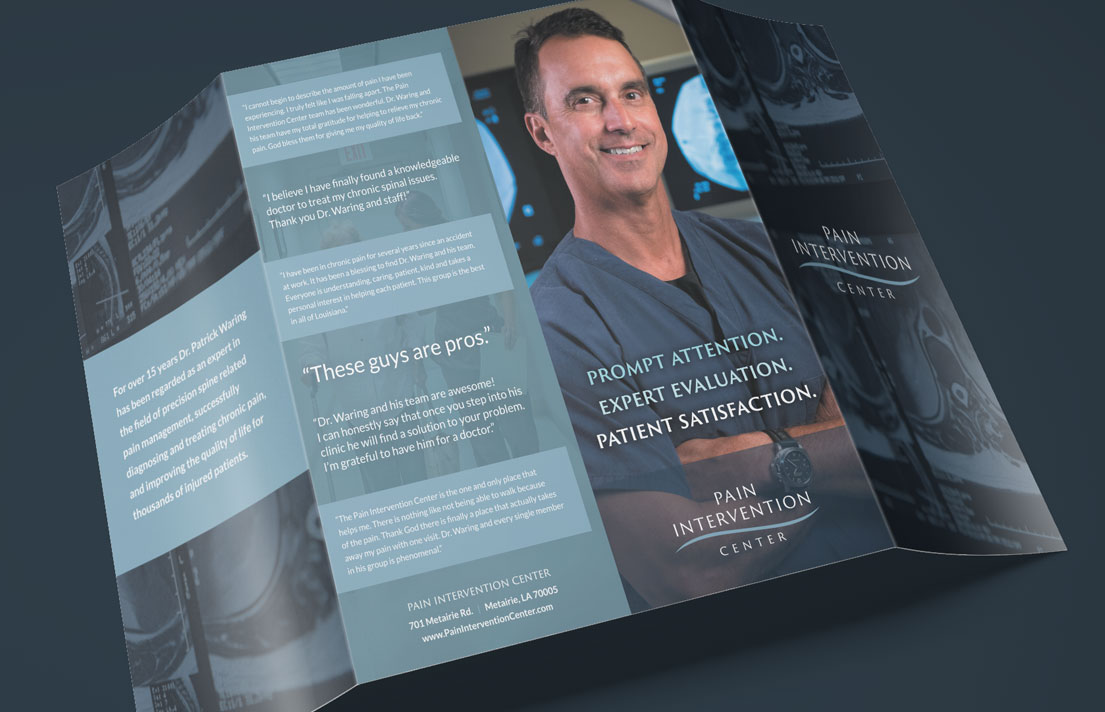 For over 15 years Dr. Patrick Waring
has been regarded as an expert in
the field of precision spine related
pain management, successfully
diagnosing and treating chronic pain,
and improving the quality of life for
thousands of injured patients.
"I cannot begin to describe the amount of pain I have been
experiencing. I truly felt like I was falling apart. The Pain
Intervention Center team has been wonderful. Dr. Waring and
his team have my total gratitude for helping to relieve my chronic
pain. God bless them for giving me my quality of life back."
EXIT
"I believe I have finally found a knowledgeable
doctor to treat my chronic spinal issues.
Thank you Dr. Waring and staff!"
"I have been in chronic pain for several years since an accident
at work. It has been a blessing to find Dr. Waring and his team.
Everyone is understanding, caring, patient, kind and takes a
personal interest in helping each patient. This group is the best
in all of Louisiana."
"These guys are pros."
"Dr. Waring and his team are awesome!
I can honestly say that once you step into his
clinic he will find a solution to your problem.
I'm grateful to have him for a doctor."
"The Pain Intervention Center is the one and only place that
helps me. There is nothing like not being able to walk because
of the pain. Thank God there is finally a place that actually takes
away my pain with one visit. Dr. Waring and every single member
in his group is phenomenal."
PAIN INTERVENTION CENTER
701 Metairie Rd. | Metairie, LA 70005
www.PainInterventionCenter.com
PROMPT ATTENTION.
EXPERT EVALUATION.
PATIENT SATISFACTION.
PAIN
INTERVENTION
CENTER
PAIN
INTERVENTION
CENTER